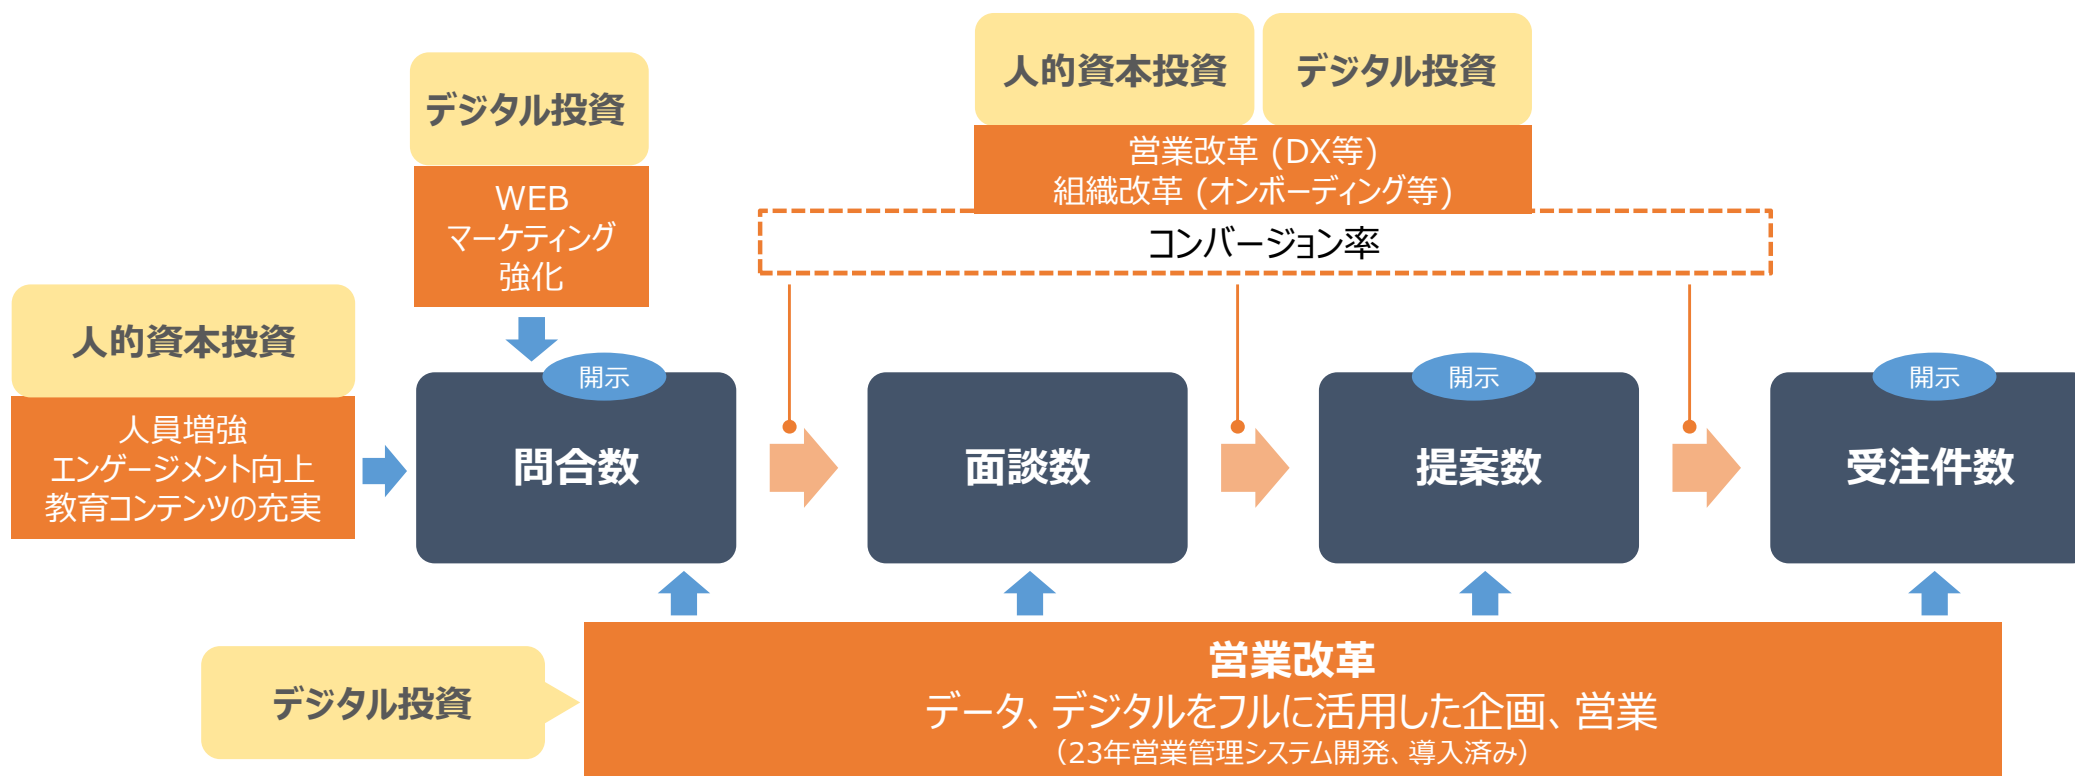 人的資本投資
デジタル投資
デジタル投資
営業改革 (DX等)
組織改革 (オンボーディング等)
WEB
マーケティング
強化
コンバージョン率
人的資本投資
人員増強
エンゲージメント向上
教育コンテンツの充実
開示
問合数
面談数
開示
提案数
開示
受注件数
デジタル投資
営業改革
データ、デジタルをフルに活用した企画、営業
（23年営業管理システム開発、導入済み）